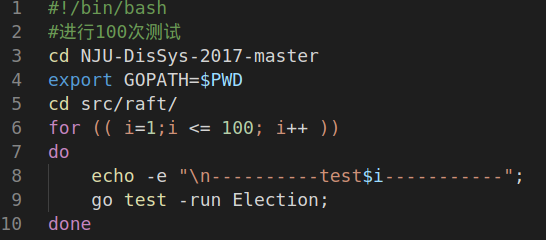 1 #!/bin/bash
2 #进行100次测试
3 cd NJU-DisSys-2017-master
4 export GOPATH=$PWD
5 cd src/raft/
6 for (( i=1;i <= 100; i++ ))
7 do
8     echo -e "\n----------test$i-----------";
9     go test -run Election;
10 done